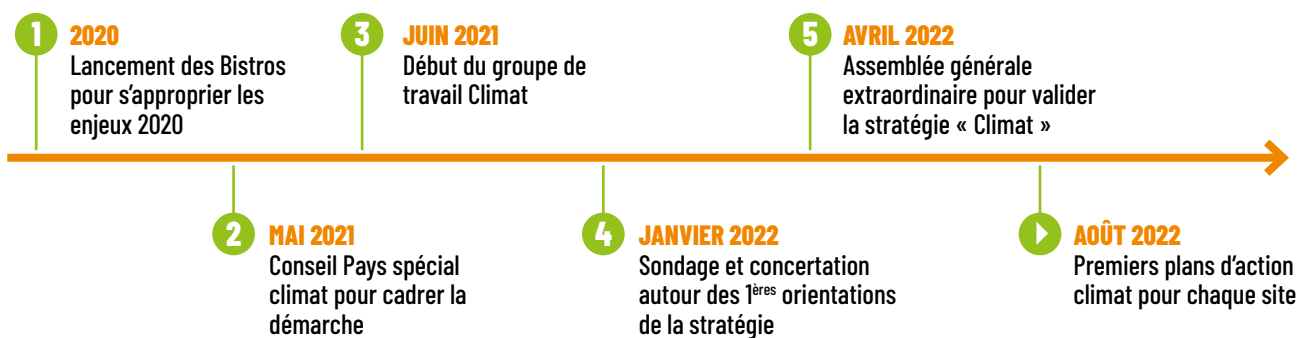 1
2020
Lancement des Bistros
pour s'approprier les
enjeux 2020
2
MAI 2021
Conseil Pays spécial
climat pour cadrer la
démarche
3
JUIN 2021
Début du groupe de
travail Climat
4
JANVIER 2022
Sondage et concertation
autour des 1ères orientations
de la stratégie
5
AVRIL 2022
Assemblée générale
extraordinaire pour valider
la stratégie « Climat »
AOÛT 2022
Premiers plans d'action
climat pour chaque site